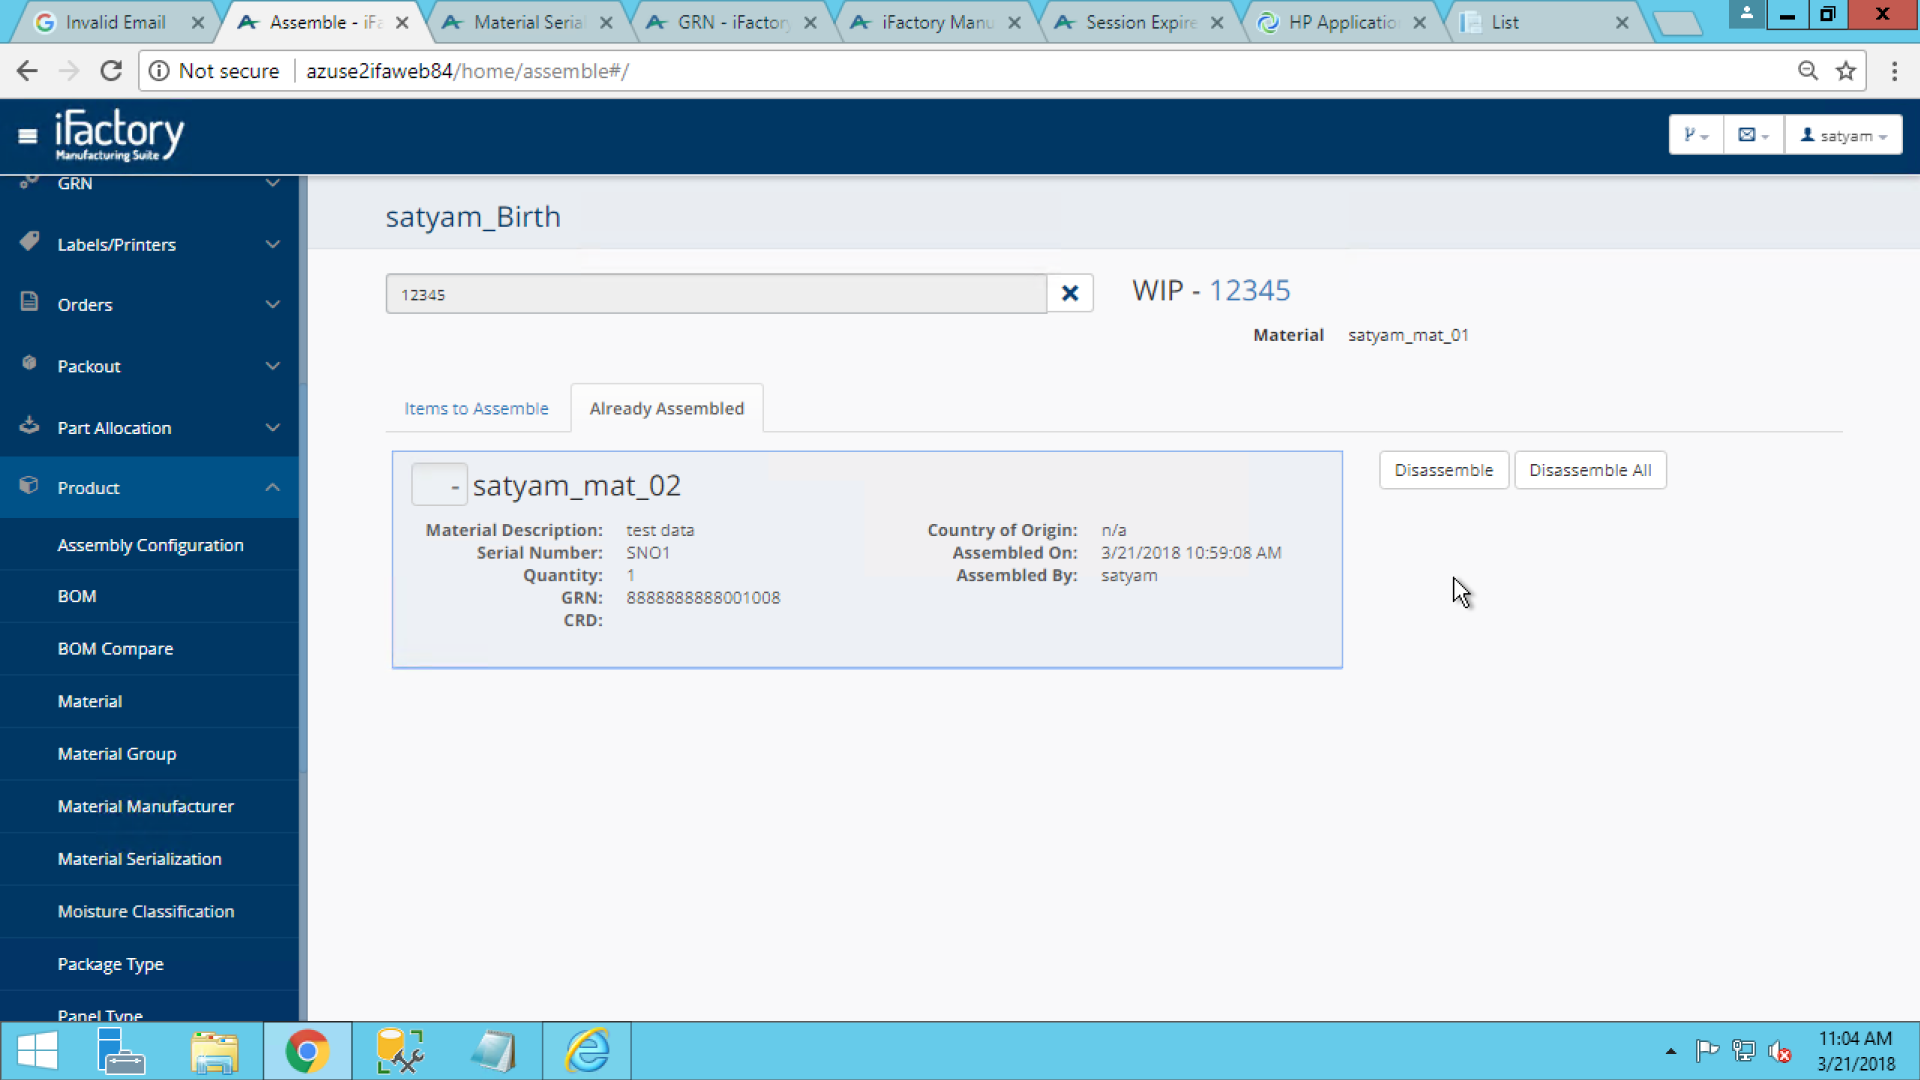 Invalid Email
Assemble - iFa
Material Seria
GRN - iFactory
iFactory Manu
Session Expire
HP Application
List
Not secure
azuse2ifaweb84/home/assemble#/
iFactory
Manufacturing Suite
satyam
GRN
Labels/Printers
Orders
Packout
Part Allocation
Product
Assembly Configuration
BOM
BOM Compare
Material
Material Group
Material Manufacturer
Material Serialization
Moisture Classification
Package Type
Panel Type
satyam_Birth
12345
WIP - 12345
Material satyam_mat_01
Items to Assemble
Already Assembled
- satyam_mat_02
Material Description: test data
Serial Number: SNO1
Quantity: 1
GRN: 8888888888001008
CRD:
Country of Origin: n/a
Assembled On: 3/21/2018 10:59:08 AM
Assembled By: satyam
Disassemble
Disassemble All
11:04 AM
3/21/2018